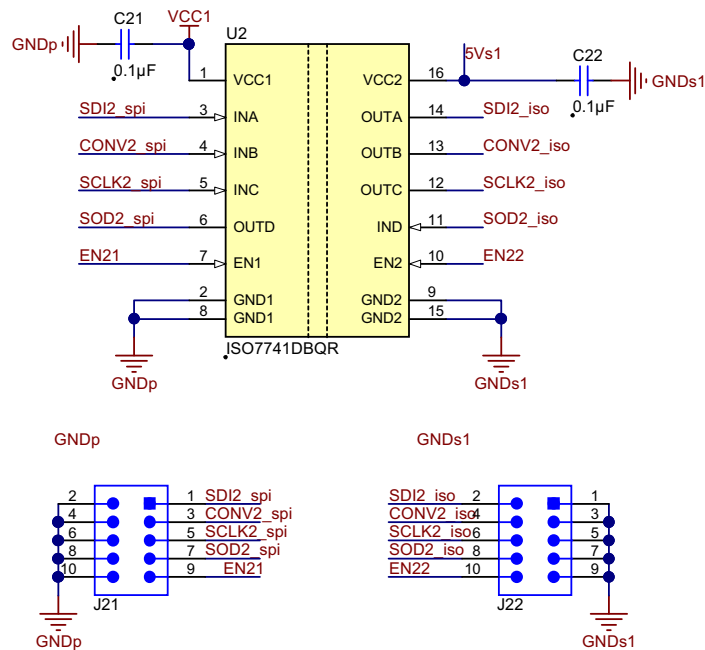 C21 VCC1 U2 5Vs1 C22
GNDp 0.1µF 0.1µF GNDs1
1 VCC1 VCC2 16
SDI2_spi 3 INA OUTA 14 SDI2_iso
CONV2_spi 4 INB OUTB 13 CONV2_iso
SCLK2_spi 5 INC OUTC 12 SCLK2_iso
SOD2_spi 6 OUTD IND 11 SOD2_iso
EN21 7 EN1 EN2 10 EN22
2 GND1 GND2 9
8 GND1 GND2 15
ISO7741DBQR
GNDp GNDs1
GNDp GNDs1
2 1 SDI2_spi SDI2_iso 2 1
4 3 CONV2_spi CONV2_iso 4 3
6 5 SCLK2_spi SCLK2_iso 6 5
8 7 SOD2_spi SOD2_iso 8 7
10 9 EN21 EN22 10 9
J21 J22
GNDp GNDs1